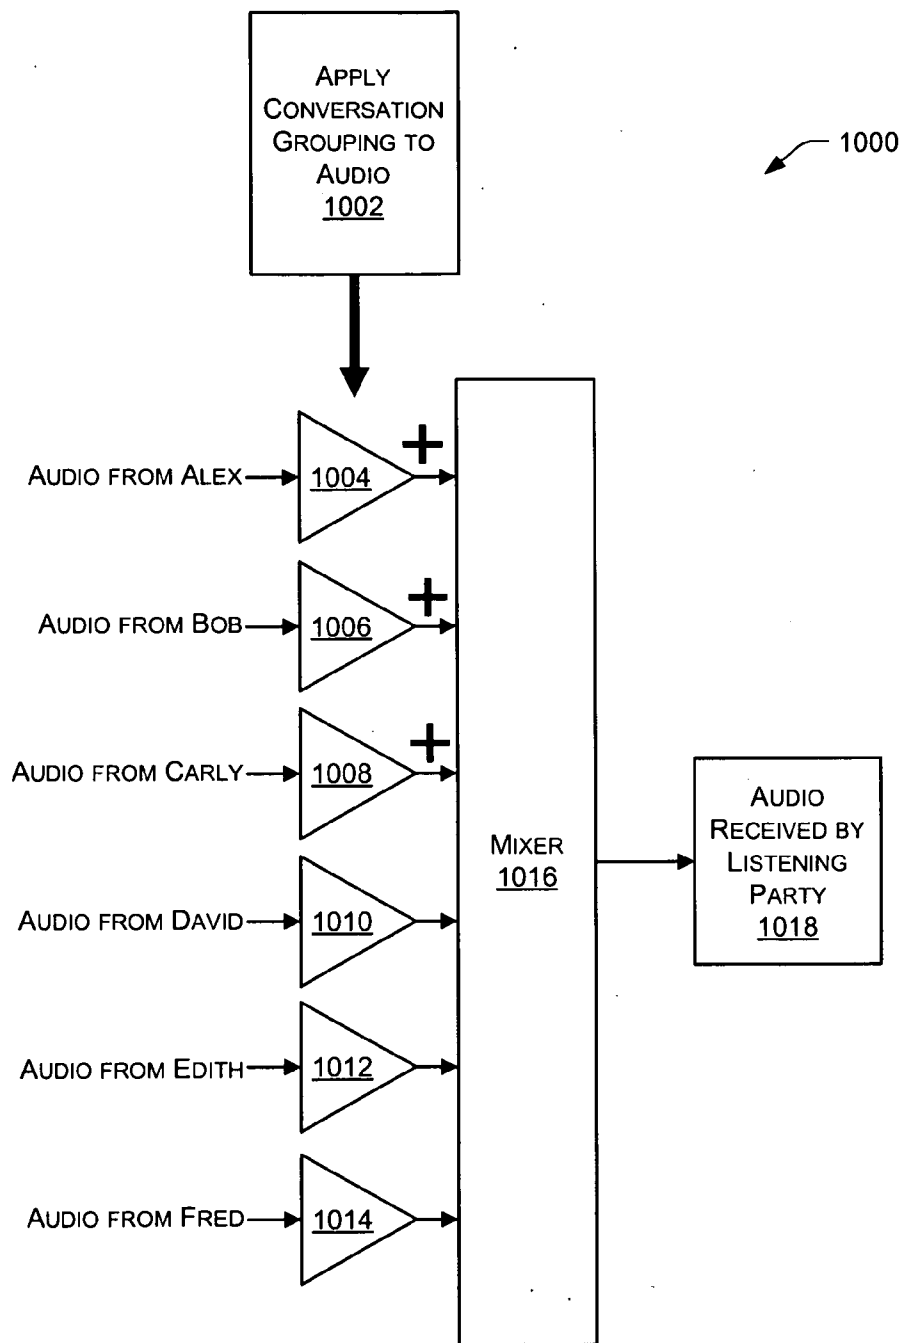 APPLY
CONVERSATION
GROUPING TO
AUDIO
1002
1000
AUDIO FROM ALEX
1004
+
AUDIO FROM BOB
1006
+
AUDIO FROM CARLY
1008
+
AUDIO FROM DAVID
1010
AUDIO FROM EDITH
1012
AUDIO FROM FRED
1014
MIXER
1016
AUDIO
RECEIVED BY
LISTENING
PARTY
1018